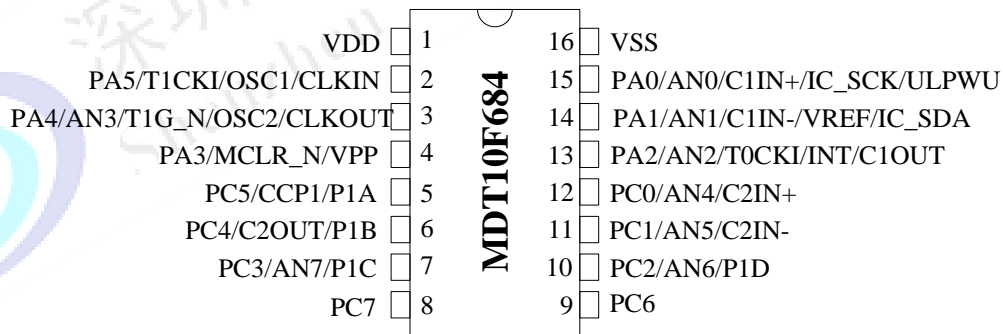 VDD 1 16 VSS
PA5/T1CKI/OSC1/CLKIN 2 15 PA0/AN0/C1IN+/IC_SCK/ULPWU
PA4/AN3/T1G_N/OSC2/CLKOUT 3 14 PA1/AN1/C1IN-/VREF/IC_SDA
PA3/MCLR_N/VPP 4 13 PA2/AN2/T0CKI/INT/C1OUT
PC5/CCP1/P1A 5 12 PC0/AN4/C2IN+
PC4/C2OUT/P1B 6 11 PC1/AN5/C2IN-
PC3/AN7/P1C 7 10 PC2/AN6/P1D
PC7 8 9 PC6
MDT10F684
深圳
Shenzhen